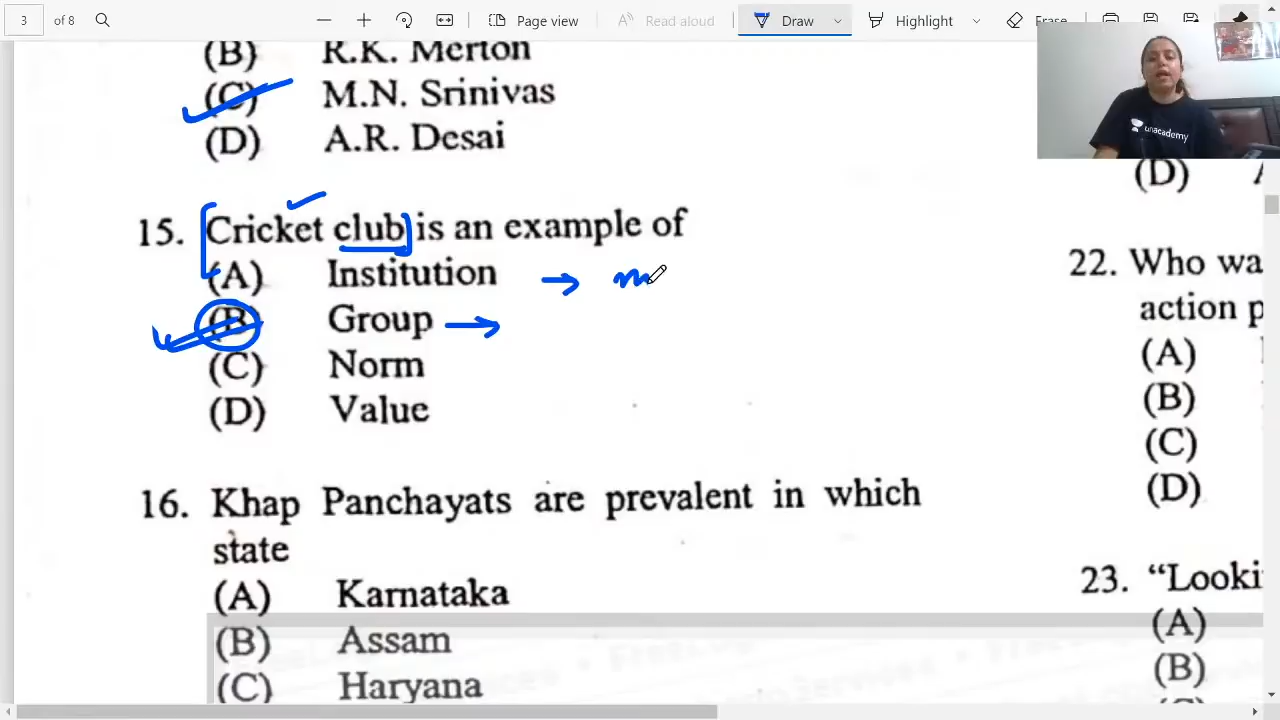 3 of 8 Page view Read aloud Draw Highlight Erase
(B) R.K. Merton
(C) M.N. Srinivas
(D) A.R. Desai
15. Cricket club is an example of
(A) Institution
(B) Group
(C) Norm
(D) Value
16. Khap Panchayats are prevalent in which
state
(A) Karnataka
(B) Assam
(C) Haryana
unacademy
(D)
22. Who wa
action p
(A)
(B)
(C)
(D)
23. “Looki
(A)
(B)